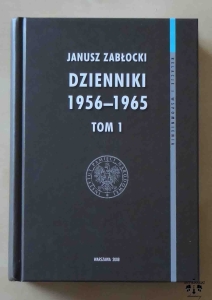 JANUSZ ZABŁOCKI
DZIENNIKI
1956–1965
TOM 1
WARSZAWA 2008